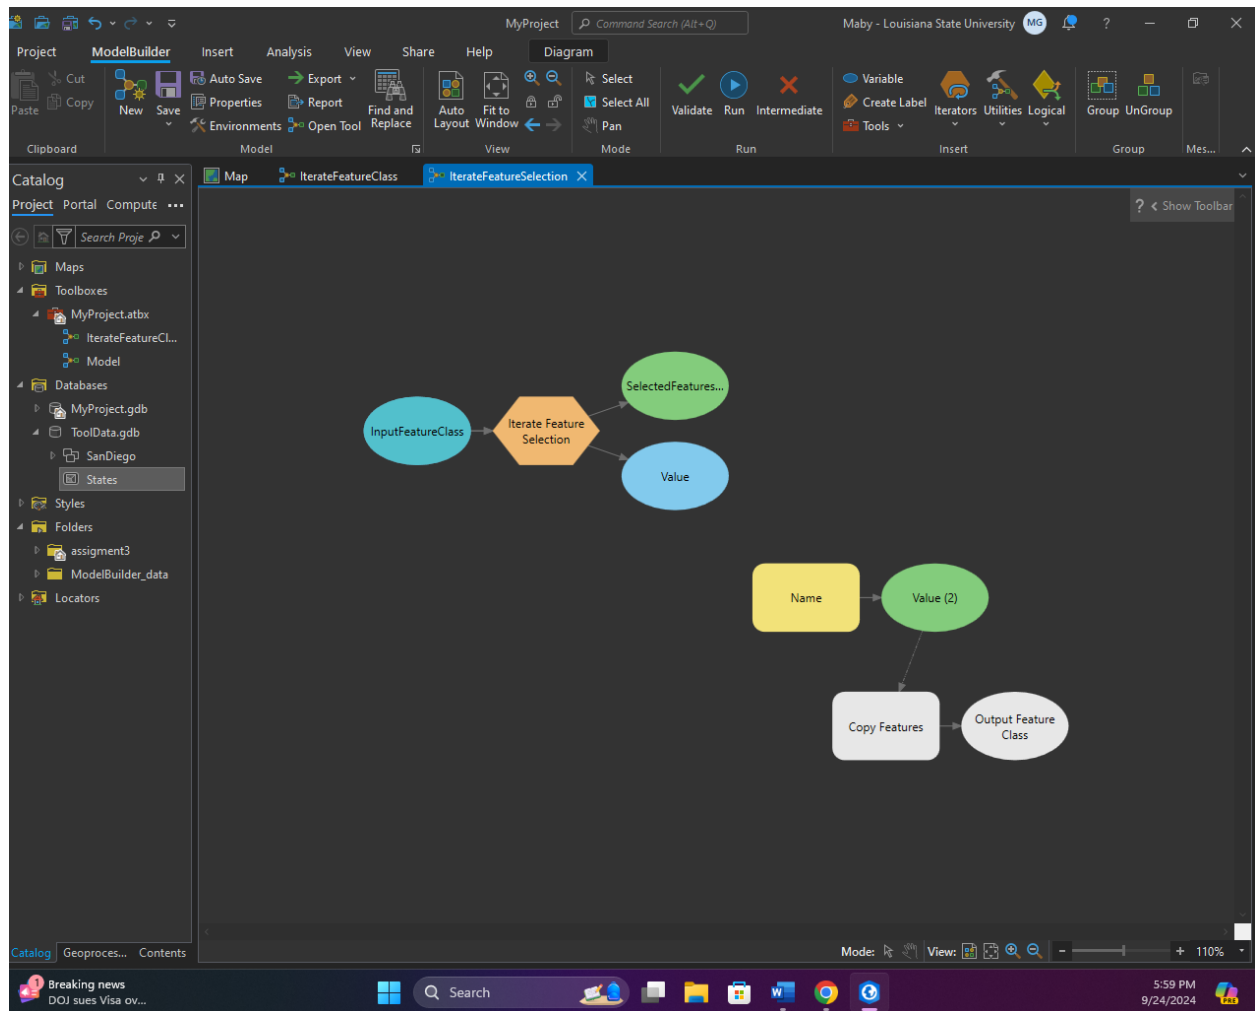 MyProject
Command Search (Alt+Q)
Maby - Louisiana State University
MG
?
Project
ModelBuilder
Insert
Analysis
View
Share
Help
Diagram
Paste
Cut
Copy
New
Save
Auto Save
Properties
Environments
Export
Report
Open Tool
Find and
Replace
Auto
Layout
Fit to
Window
Select
Select All
Pan
Validate
Run
Intermediate
Variable
Create Label
Tools
Iterators
Utilities
Logical
Group
UnGroup
Clipboard
Model
View
Mode
Run
Insert
Group
Mes...
Catalog
Map
IterateFeatureClass
IterateFeatureSelection
Project
Portal
Compute
...
? < Show Toolbar
Search Proje
Maps
Toolboxes
MyProject.atbx
IterateFeatureCl...
Model
Databases
MyProject.gdb
ToolData.gdb
SanDiego
States
Styles
Folders
assigment3
ModelBuilder_data
Locators
SelectedFeatures...
InputFeatureClass
Iterate Feature
Selection
Value
Name
Value (2)
Copy Features
Output Feature
Class
Catalog
Geoproces...
Contents
Mode:
View:
- + 110%
1
Breaking news
DOJ sues Visa ov...
Search
W
5:59 PM
9/24/2024
PRE